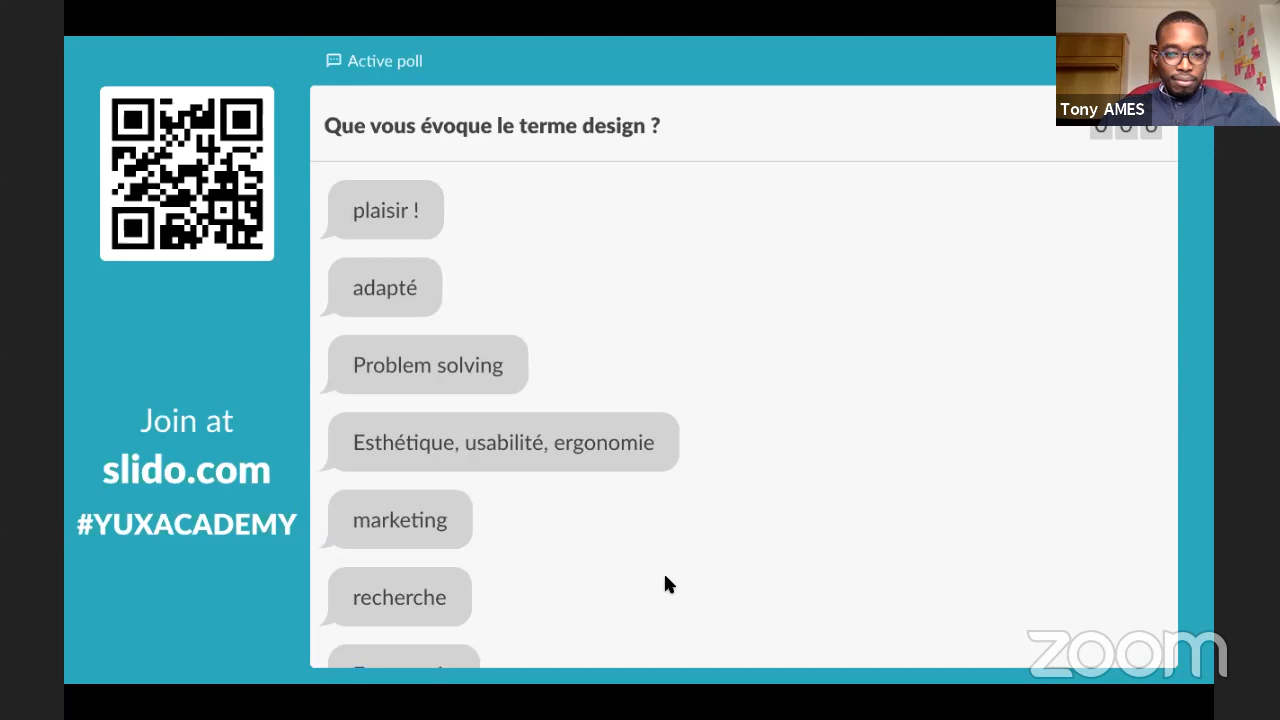 Active poll
Que vous évoque le terme design ?
Tony AMES
plaisir !
adapté
Problem solving
Esthétique, usabilité, ergonomie
marketing
recherche
Join at
slido.com
#YUXACADEMY
zoom